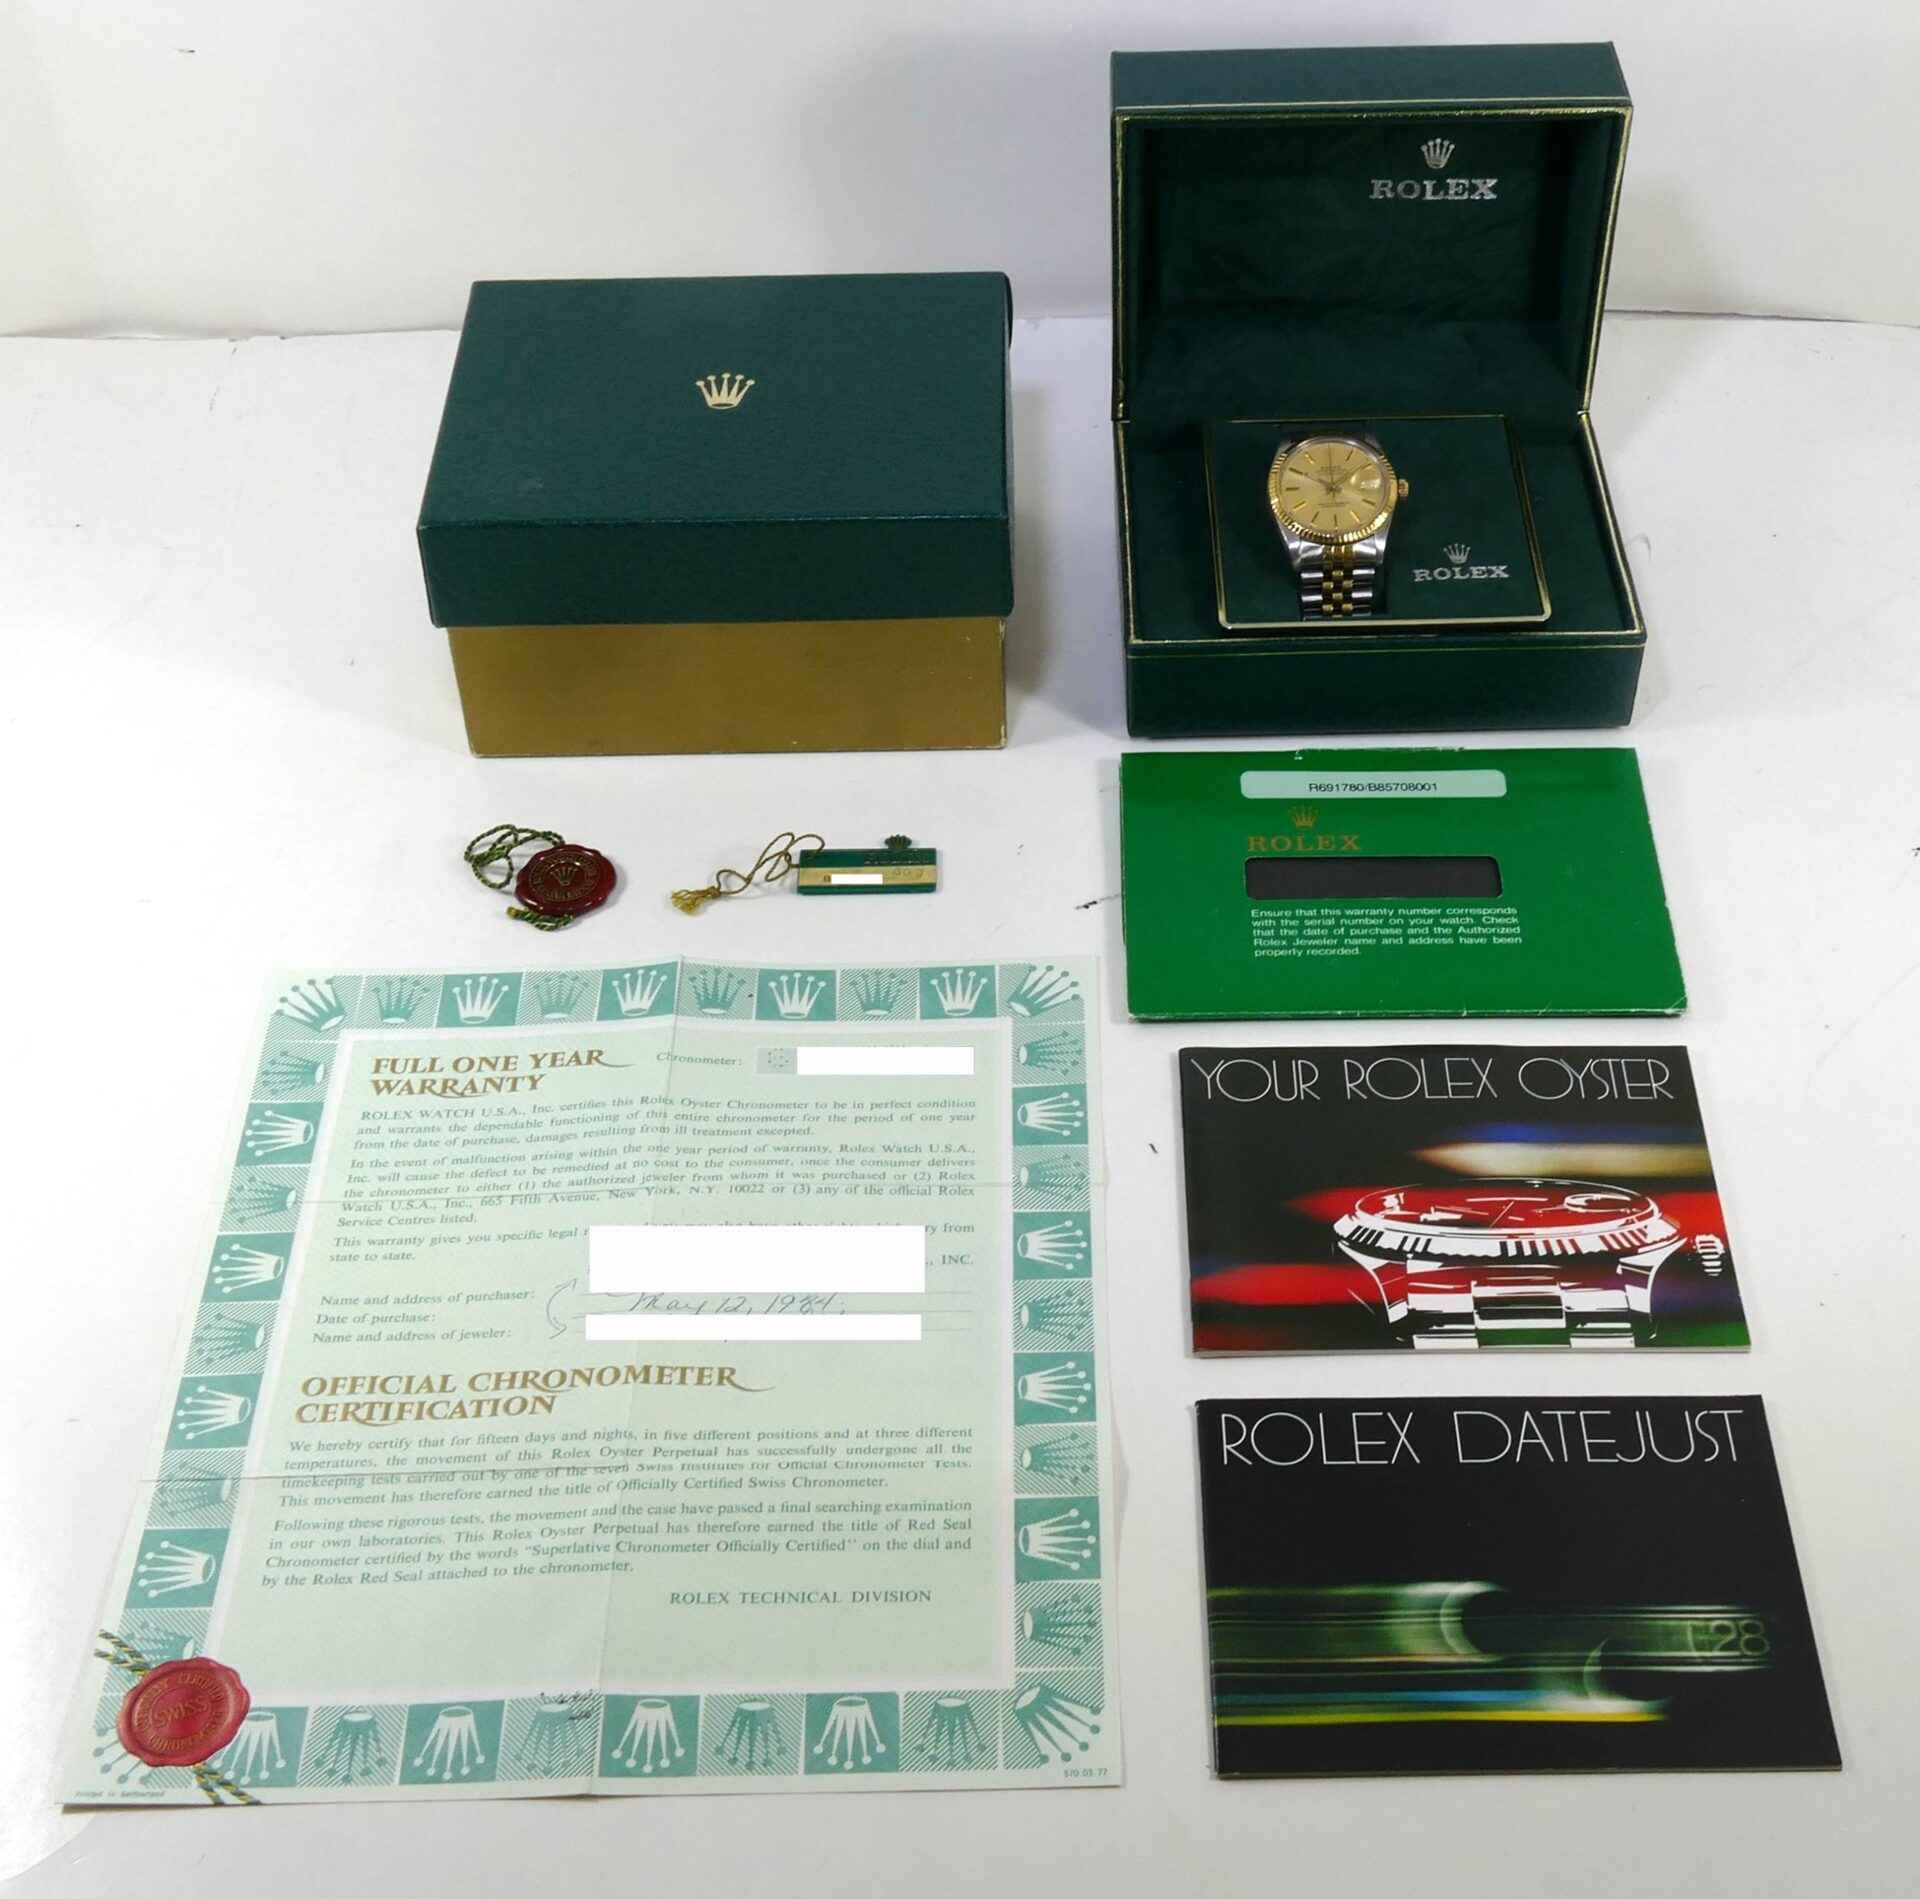 ROLEX
ROLEX
R691780/B85708001
ROLEX
Ensure that this warranty number corresponds
with the serial number on your watch. Check
that the date of purchase and the Authorized
Rolex Jeweler name and address have been
properly recorded.
FULL ONE YEAR
WARRANTY
Chronometer:
ROLEX WATCH U.S.A., Inc. certifies this Rolex Oyster Chronometer to be in perfect condition
and warrants the dependable functioning of this entire chronometer for the period of one year
from the date of purchase, damages resulting from ill treatment excepted.
In the event of malfunction arising within the one year period of warranty, Rolex Watch U.S.A.,
Inc. will cause the defect to be remedied at no cost to the consumer, once the consumer delivers
the chronometer to either (1) the authorized jeweler from whom it was purchased or (2) Rolex
Watch U.S.A., Inc., 665 Fifth Avenue, New York, N.Y. 10022 or (3) any of the official Rolex
Service Centres listed.
This warranty gives you specific legal from
state to state.
INC.
Name and address of purchaser:
Date of purchase: May 12, 1984.
Name and address of jeweler:
OFFICIAL CHRONOMETER
CERTIFICATION
We hereby certify that for fifteen days and nights, in five different positions and at three different
temperatures, the movement of this Rolex Oyster Perpetual has successfully undergone all the
timekeeping tests carried out by one of the seven Swiss Institutes for Official Chronometer Tests.
This movement has therefore earned the title of Officially Certified Swiss Chronometer.
Following these rigorous tests, the movement and the case have passed a final searching examination
in our own laboratories. This Rolex Oyster Perpetual has therefore earned the title of Red Seal
Chronometer certified by the words "Superlative Chronometer Officially Certified" on the dial and
by the Rolex Red Seal attached to the chronometer.
ROLEX TECHNICAL DIVISION
SWISS
Printed in Switzerland
570 03 77
YOUR ROLEX OYSTER
ROLEX DATEJUST
28